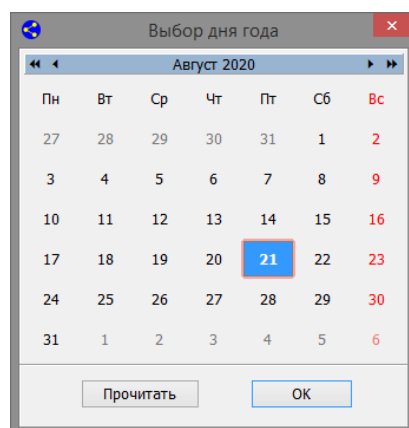 Выбор дня года
Август 2020
Пн Вт Ср Чт Пт Сб Вс
27 28 29 30 31 1 2
3 4 5 6 7 8 9
10 11 12 13 14 15 16
17 18 19 20 21 22 23
24 25 26 27 28 29 30
31 1 2 3 4 5 6
Прочитать OK